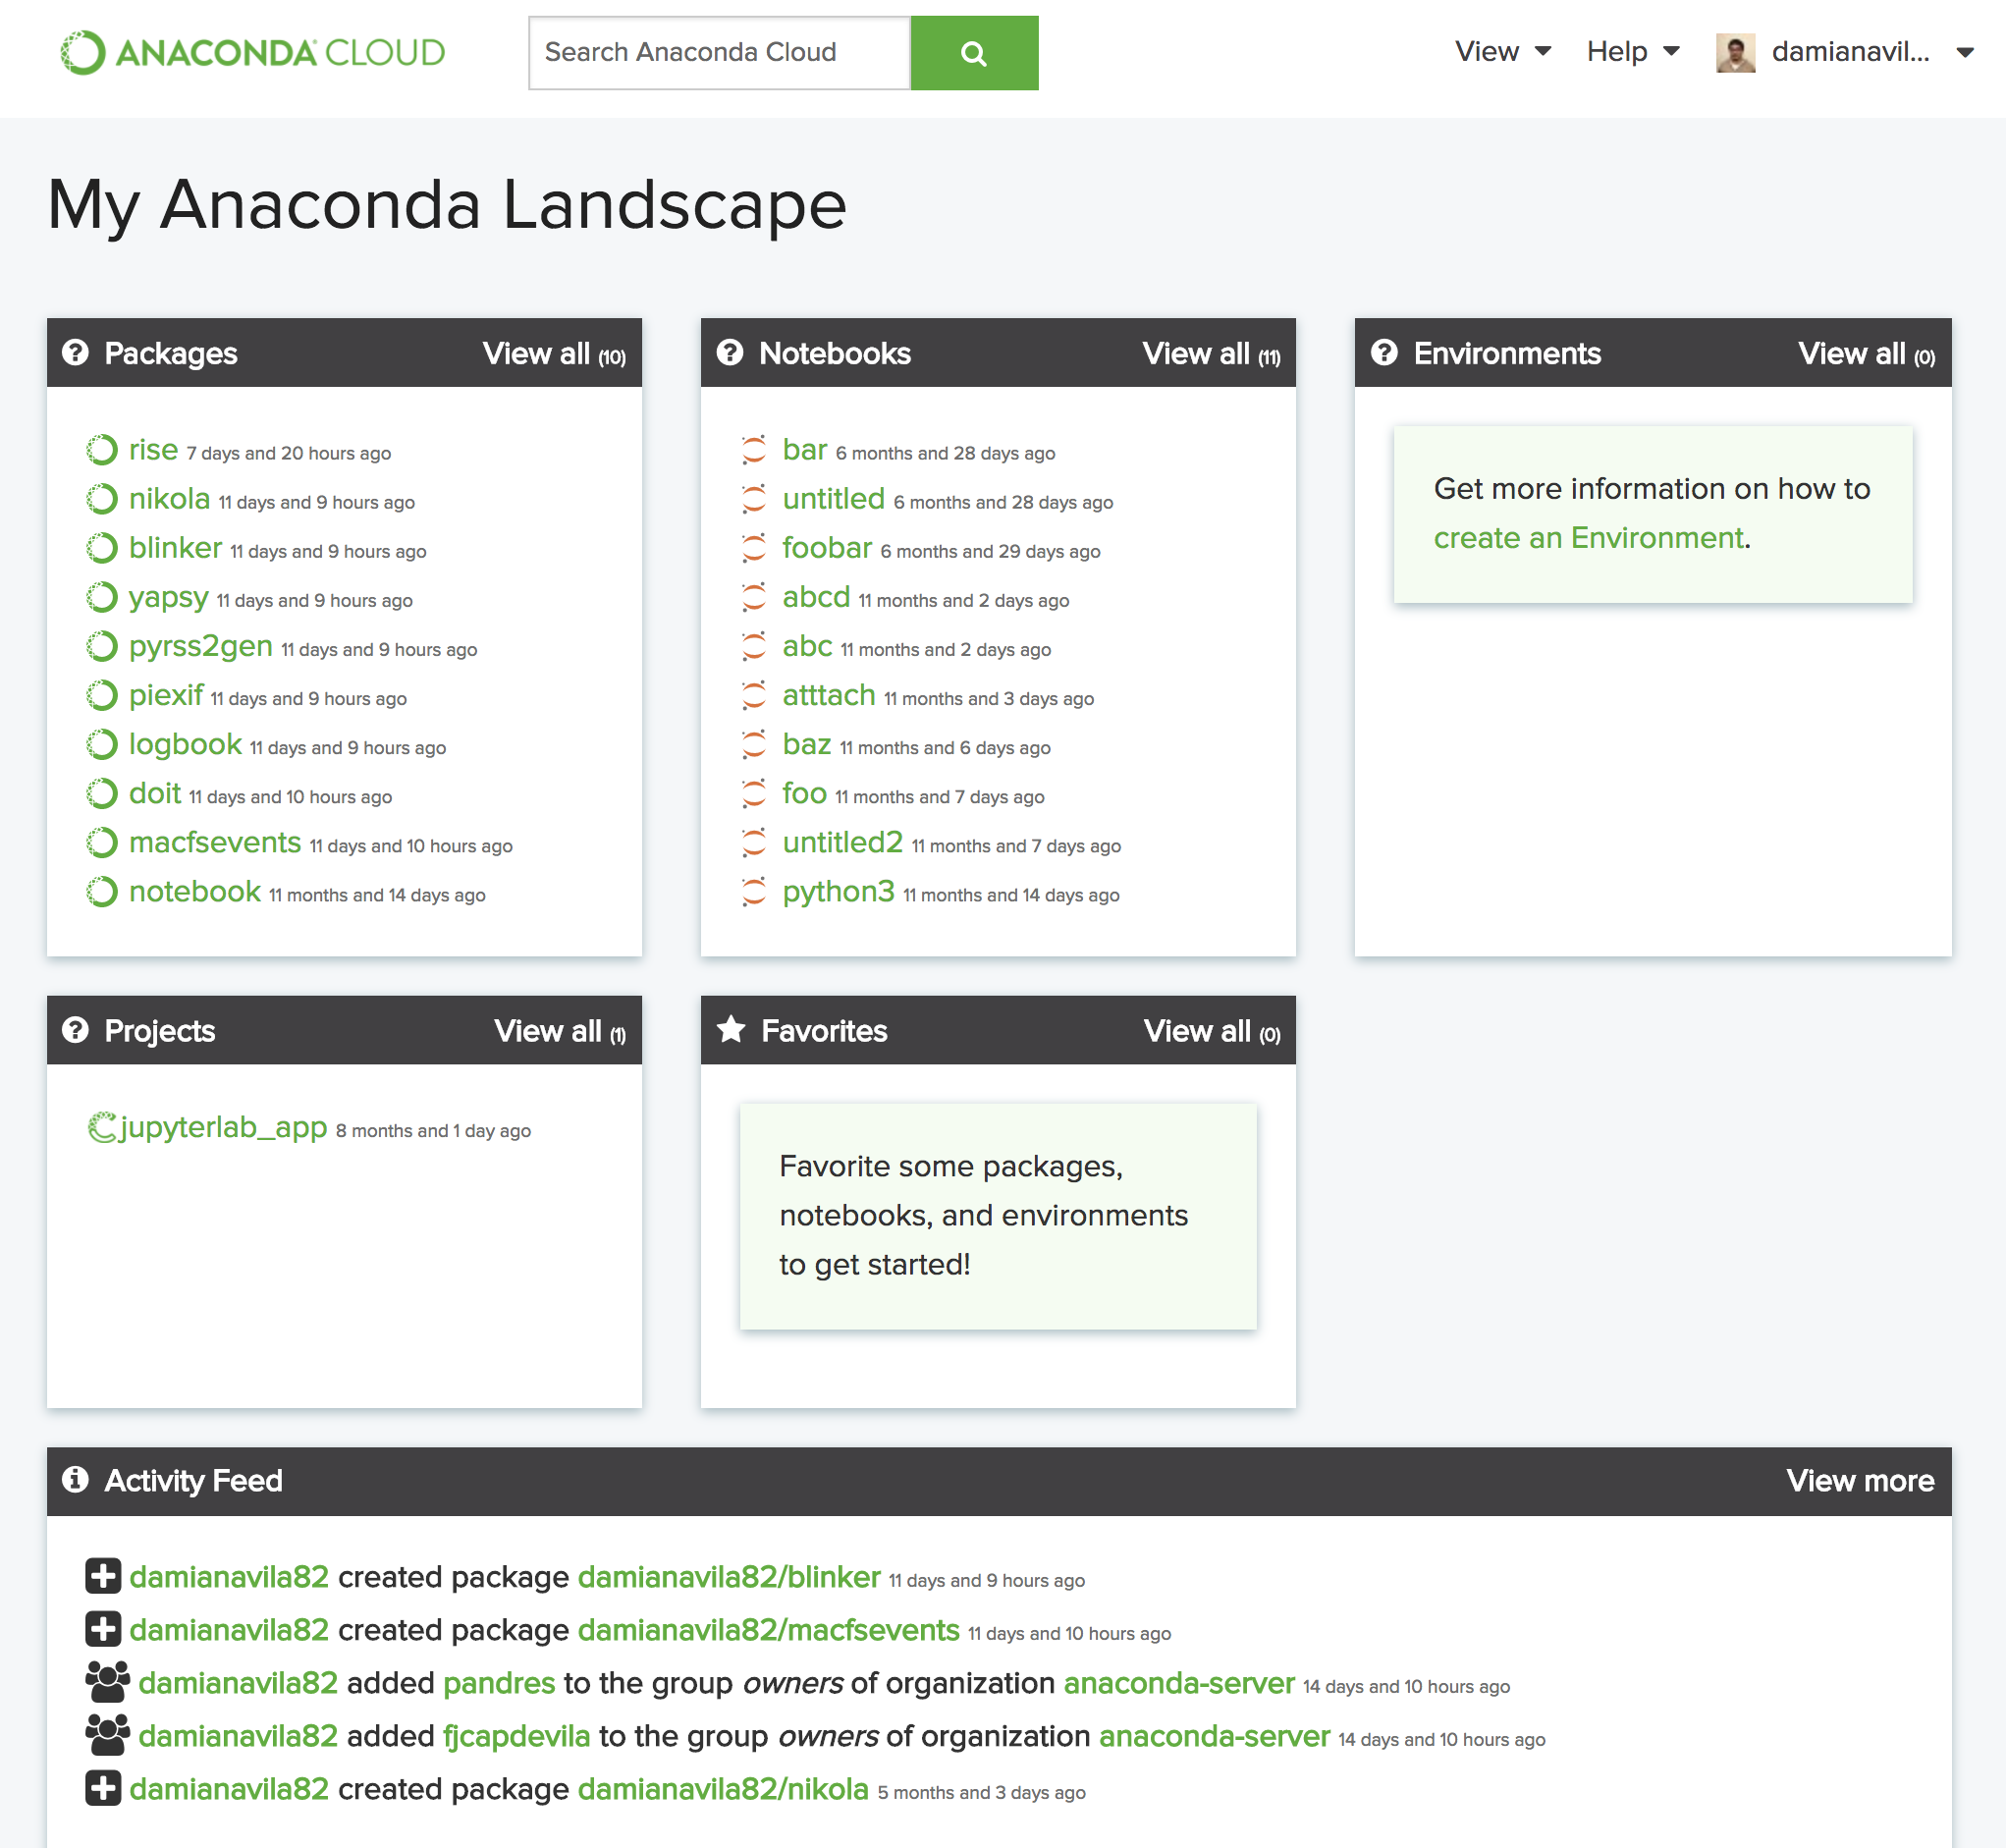 ANACONDA CLOUD
Search Anaconda Cloud
View
Help
damianavil...
My Anaconda Landscape
Packages View all (10)
rise 7 days and 20 hours ago
nikola 11 days and 9 hours ago
blinker 11 days and 9 hours ago
yapsy 11 days and 9 hours ago
pyrss2gen 11 days and 9 hours ago
piexif 11 days and 9 hours ago
logbook 11 days and 9 hours ago
doit 11 days and 10 hours ago
macfsevents 11 days and 10 hours ago
notebook 11 months and 14 days ago
Notebooks View all (11)
bar 6 months and 28 days ago
untitled 6 months and 28 days ago
foobar 6 months and 29 days ago
abcd 11 months and 2 days ago
abc 11 months and 2 days ago
atttach 11 months and 3 days ago
baz 11 months and 6 days ago
foo 11 months and 7 days ago
untitled2 11 months and 7 days ago
python3 11 months and 14 days ago
Environments View all (0)
Get more information on how to
create an Environment.
Projects View all (1)
jupyterlab_app 8 months and 1 day ago
Favorites View all (0)
Favorite some packages,
notebooks, and environments
to get started!
Activity Feed View more
damianavila82 created package damianavila82/blinker 11 days and 9 hours ago
damianavila82 created package damianavila82/macfsevents 11 days and 10 hours ago
damianavila82 added pandres to the group owners of organization anaconda-server 14 days and 10 hours ago
damianavila82 added fjcapdevila to the group owners of organization anaconda-server 14 days and 10 hours ago
damianavila82 created package damianavila82/nikola 5 months and 3 days ago